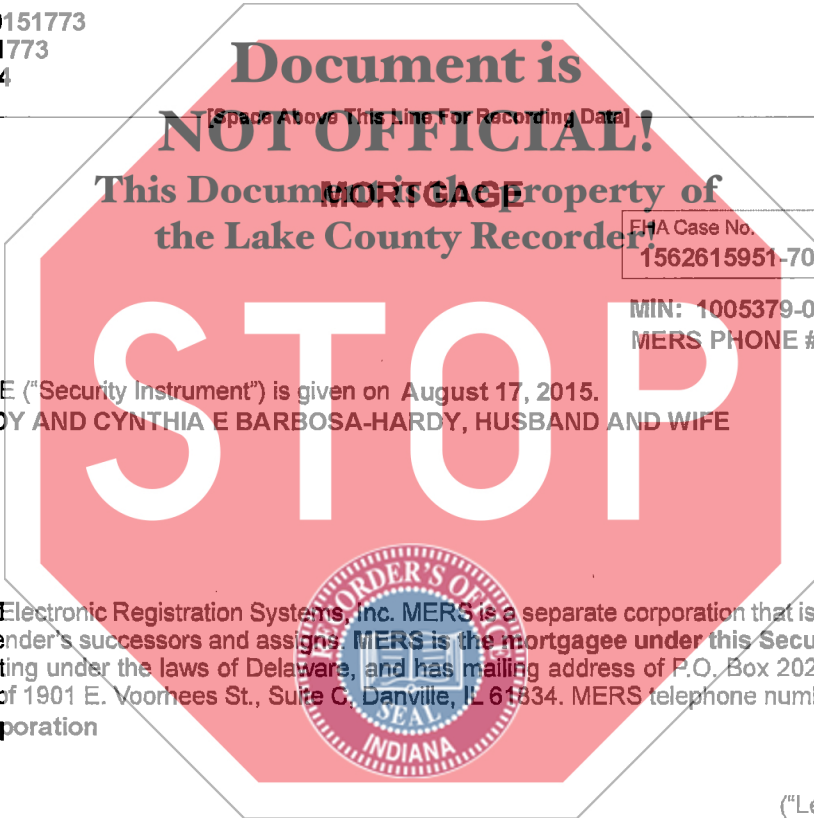 0151773
1773
4
Document is
[Space Above This Line For Recording Data]
NOT OFFICIAL!
This Document is the property of
MORTGAGE
the Lake County Recorder!
FHA Case No.
1562615951-70
MIN: 1005379-0
MERS PHONE #
E (“Security Instrument”) is given on August 17, 2015.
DY AND CYNTHIA E BARBOSA-HARDY, HUSBAND AND WIFE
STOP
Electronic Registration Systems, Inc. MERS is a separate corporation that is
ender's successors and assigns. MERS is the mortgagee under this Secu
ting under the laws of Delaware, and has mailing address of P.O. Box 202
of 1901 E. Voorhees St., Suite C, Danville, IL 61834. MERS telephone num
poration
RECORDER'S OFFICE
SEAL
INDIANA
(“Le